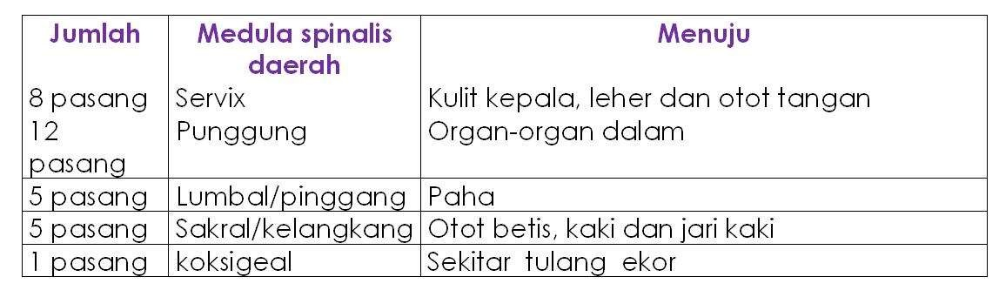 Jumlah Medula spinalis Menuju
daerah
8 pasang Servix Kulit kepala, leher dan otot tangan
12 Punggung Organ-organ dalam
pasang
5 pasang Lumbal/pinggang Paha
5 pasang Sakral/kelangkang Otot betis, kaki dan jari kaki
1 pasang koksigeal Sekitar tulang ekor